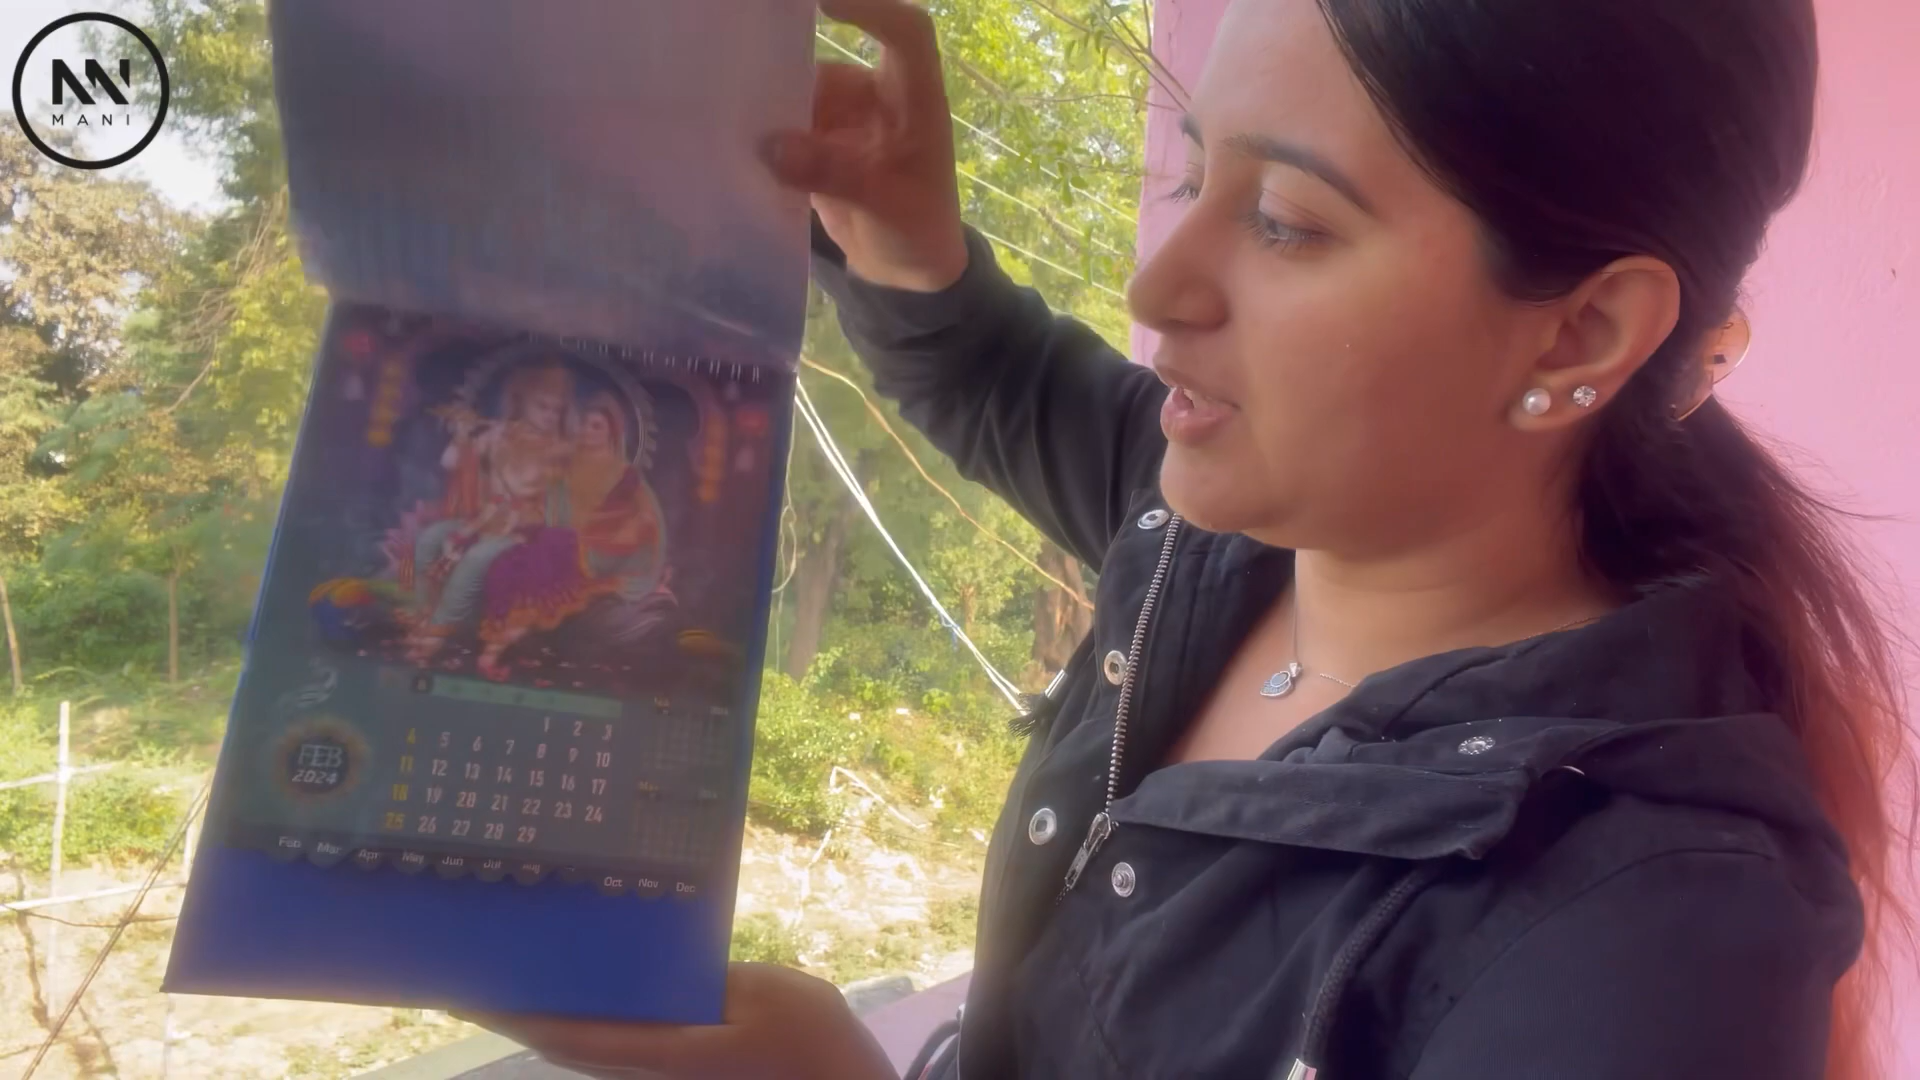 MANI
FEB
2024
1 2 3
4 5 6 7 8 9 10
11 12 13 14 15 16 17
18 19 20 21 22 23 24
25 26 27 28 29
Feb Mar Apr May Jun Jul Aug Oct Nov Dec